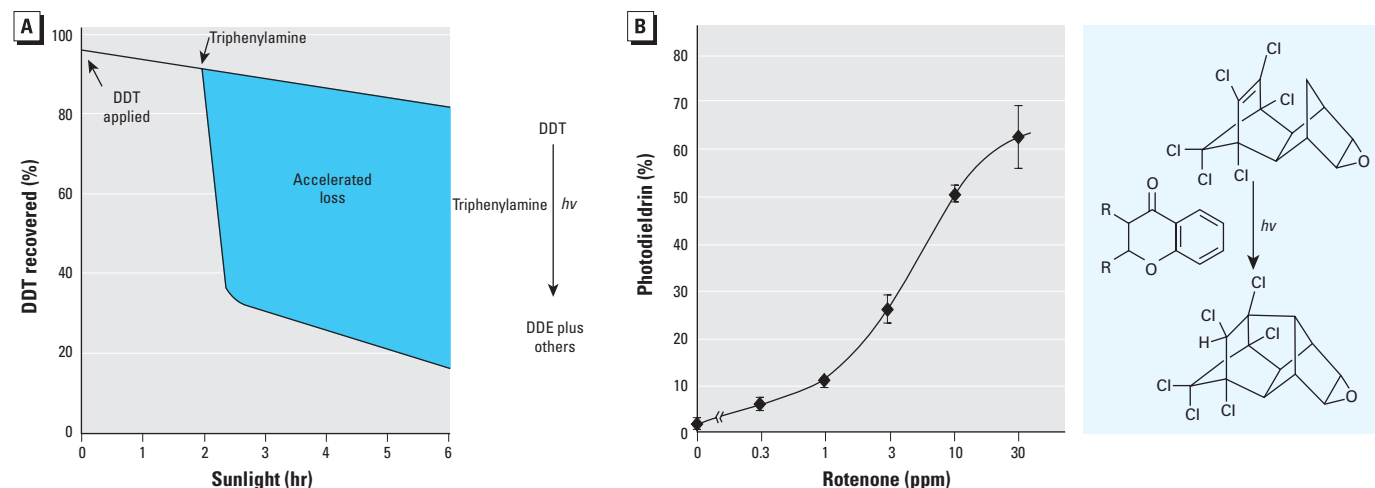 A
Triphenylamine
DDT
applied
Accelerated
loss
DDT recovered (%)
100
80
60
40
20
0
0 1 2 3 4 5 6
Sunlight (hr)
DDT
Triphenylamine hv
DDE plus
others
B
Photodieldrin (%)
80
70
60
50
40
30
20
10
0
0 0.3 1 3 10 30
Rotenone (ppm)
Cl
Cl
Cl
Cl
Cl
Cl
O
O
R
R
O
hv
Cl
Cl
H
Cl
Cl
Cl
Cl
O